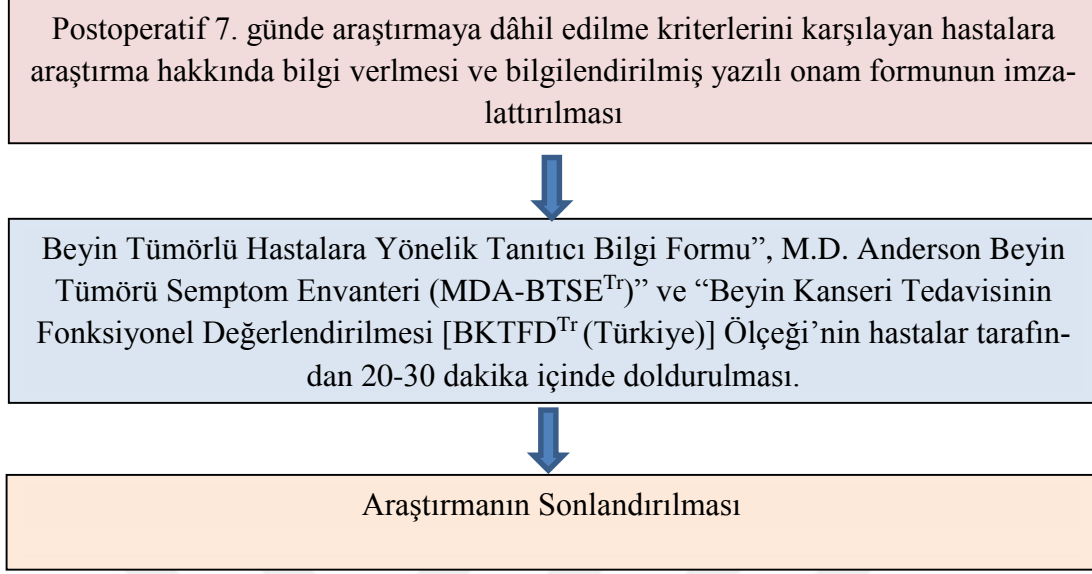 Postoperatif 7. günde araştırmaya dâhil edilme kriterlerini karşılayan hastalara
araştırma hakkında bilgi verlmesi ve bilgilendirilmiş yazılı onam formunun imza-
lattırılması
Beyin Tümörlü Hastalara Yönelik Tanıtıcı Bilgi Formu”, M.D. Anderson Beyin
Tümörü Semptom Envanteri (MDA-BTSEᵀʳ)” ve “Beyin Kanseri Tedavisinin
Fonksiyonel Değerlendirilmesi [BKTFDᵀʳ (Türkiye)] Ölçeği’nin hastalar tarafın-
dan 20-30 dakika içinde doldurulması.
Araştırmanın Sonlandırılması